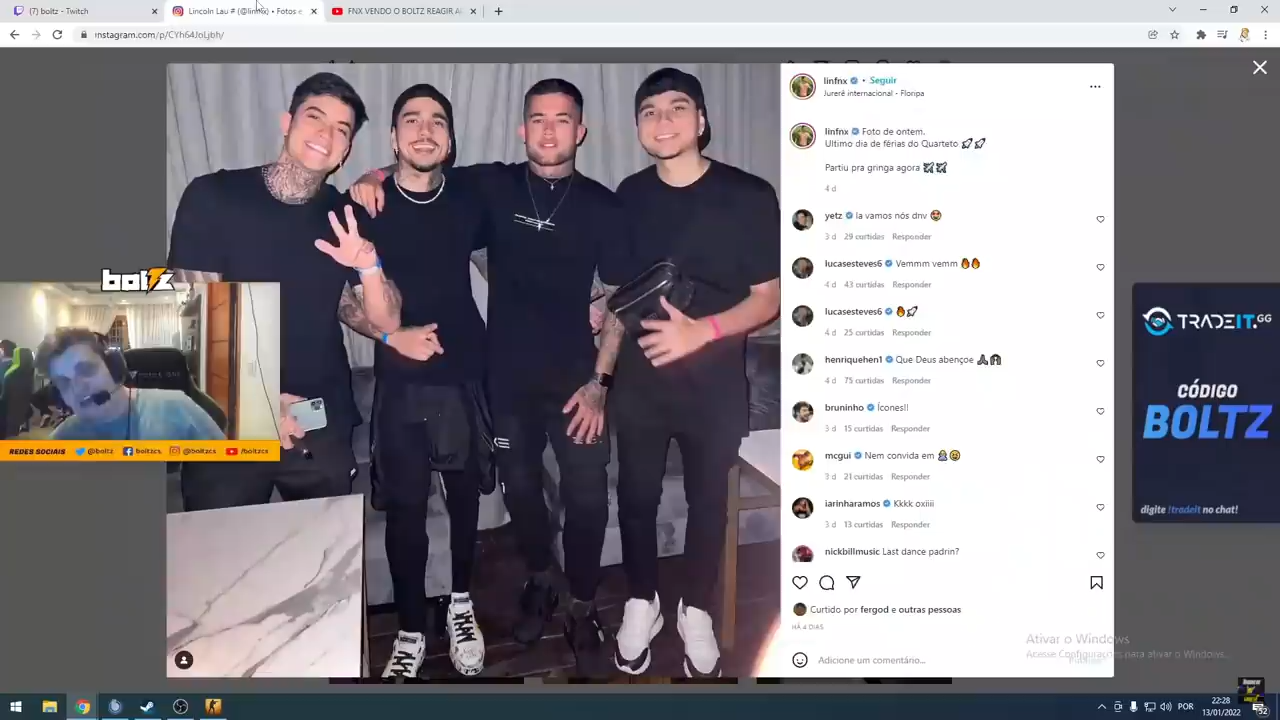 (7) boltz - Twitch
Lincoln Lau # (@linfnx) • Fotos e
FNX VENDO O BOLTZ REAGIR A
instagram.com/p/CYh64JoLjbh/
linfnx • Seguir
Jurerê internacional - Floripa
linfnx Foto de ontem.
Ultimo dia de férias do Quarteto
Partiu pra gringa agora
4 d
yetz la vamos nós dnv
3 d 29 curtidas Responder
lucasesteves6 Vemmm vemm
4 d 43 curtidas Responder
lucasesteves6
4 d 25 curtidas Responder
henriquehen1 Que Deus abençoe
4 d 75 curtidas Responder
bruninho Ícones!!
3 d 15 curtidas Responder
mcgui Nem convida em
3 d 21 curtidas Responder
iarinharamos Kkkk oxiiii
3 d 13 curtidas Responder
nickbillmusic Last dance padrin?
Curtido por fergod e outras pessoas
HÁ 4 DIAS
Adicione um comentário...
Publicar
boltz
REDES SOCIAIS @boltz boltzcs @boltzcs /boltzcs
TRADEIT.GG
CÓDIGO
BOLTZ
digite !tradeit no chat!
Ativar o Windows
Acesse Configurações para ativar o Windows.
POR
22:28
13/01/2022